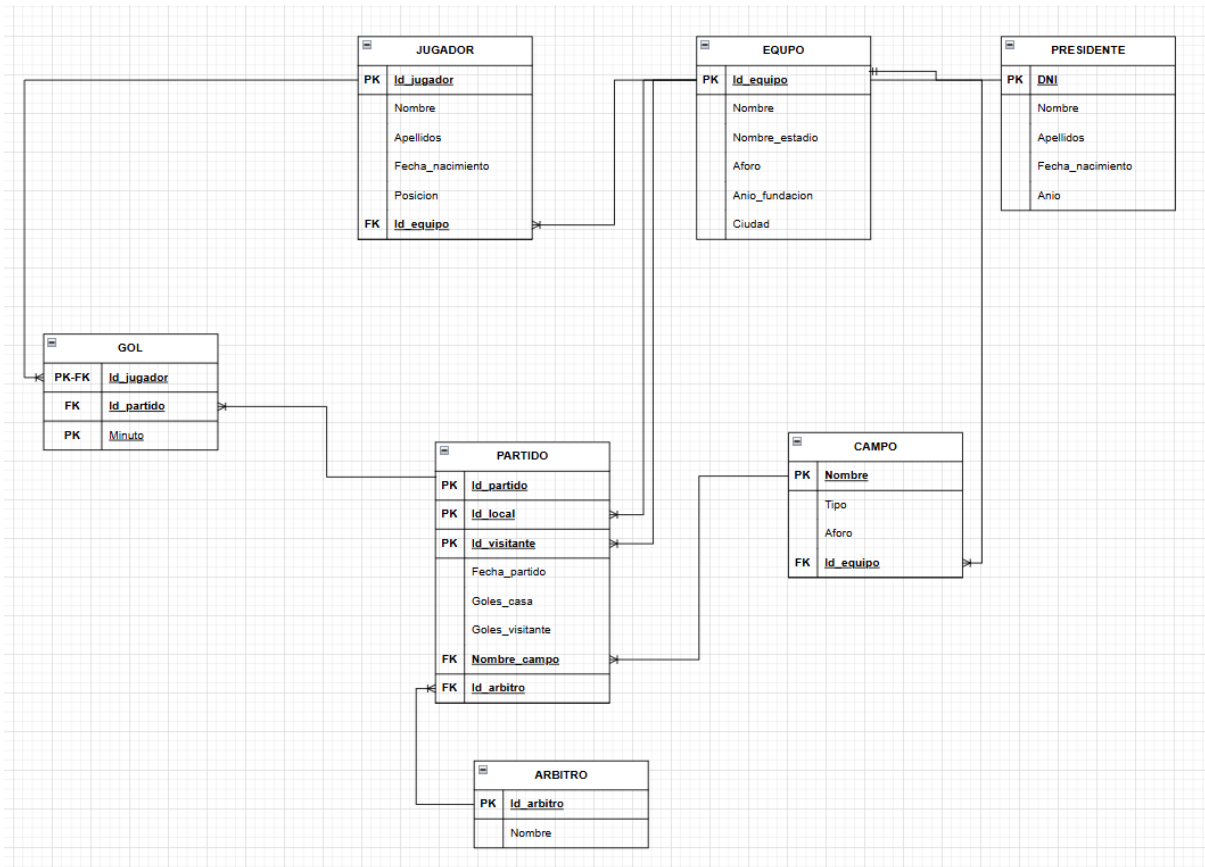 JUGADOR
PK Id_jugador
Nombre
Apellidos
Fecha_nacimiento
Posicion
FK Id_equipo
EQUPO
PK Id_equipo
Nombre
Nombre_estadio
Aforo
Anio_fundacion
Ciudad
PRESIDENTE
PK DNI
Nombre
Apellidos
Fecha_nacimiento
Anio
GOL
PK-FK Id_jugador
FK Id_partido
PK Minuto
PARTIDO
PK Id_partido
PK Id_local
PK Id_visitante
Fecha_partido
Goles_casa
Goles_visitante
FK Nombre_campo
FK Id_arbitro
CAMPO
PK Nombre
Tipo
Aforo
FK Id_equipo
ARBITRO
PK Id_arbitro
Nombre